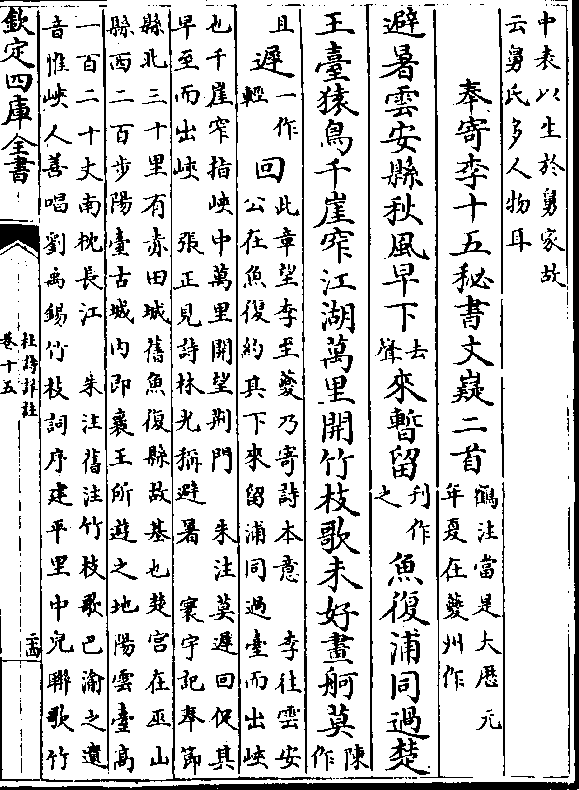 中表以生於舅家故
云舅氏多人物耳
奉寄李十五秘書文嶷二首鶴注當是大厯元年夏在夔州作
避暑雲安縣秋風早下去聲來暫留刊作之魚復浦同過楚
王臺猿鳥千崖窄江湖萬里開竹枝歌未好畫舸莫陳作
且遲一作輕回此章望李至夔乃寄詩本意 李往雲安
公在魚復約其下來留浦同過臺而出峽
也千崖窄指峽中萬里開望荆門 朱注莫遲回促其
早至而出峽 張正見詩林光稱避暑 寰宇記奉節
縣北三十里有赤田城舊魚復縣故基也楚宫在巫山
縣西二百步陽臺古城内即襄王所遊之地陽雲臺高
一百二十丈南枕長江 朱注舊注竹枝歌巴渝之遺
音惟峽人善唱劉禹錫竹枝詞序建平里中兒聯歌竹
欽定四庫全書
杜詩詳註
卷十五